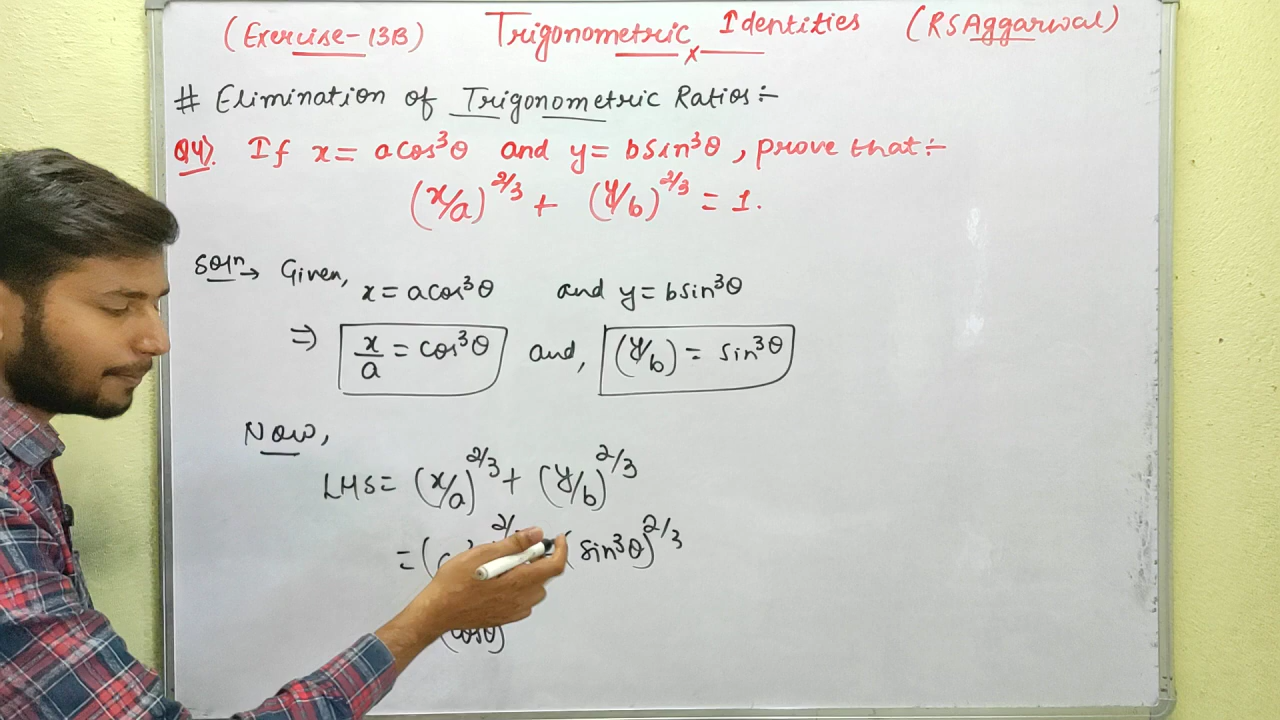 (Exercise-13B) Trigonometric Identities (RSAggarwal)
# Elimination of Trigonometric Ratios:-
Q4). If x = acos³θ and y = bsin³θ, prove that:-
(x/a)^2/3 + (y/b)^2/3 = 1.
Soln→ Given, x = acos³θ and y = bsin³θ
⇒ x/a = cos³θ and, (y/b) = sin³θ
Now,
LHS = (x/a)^2/3 + (y/b)^2/3
= ( (sin³θ)^2/3
(cosθ)